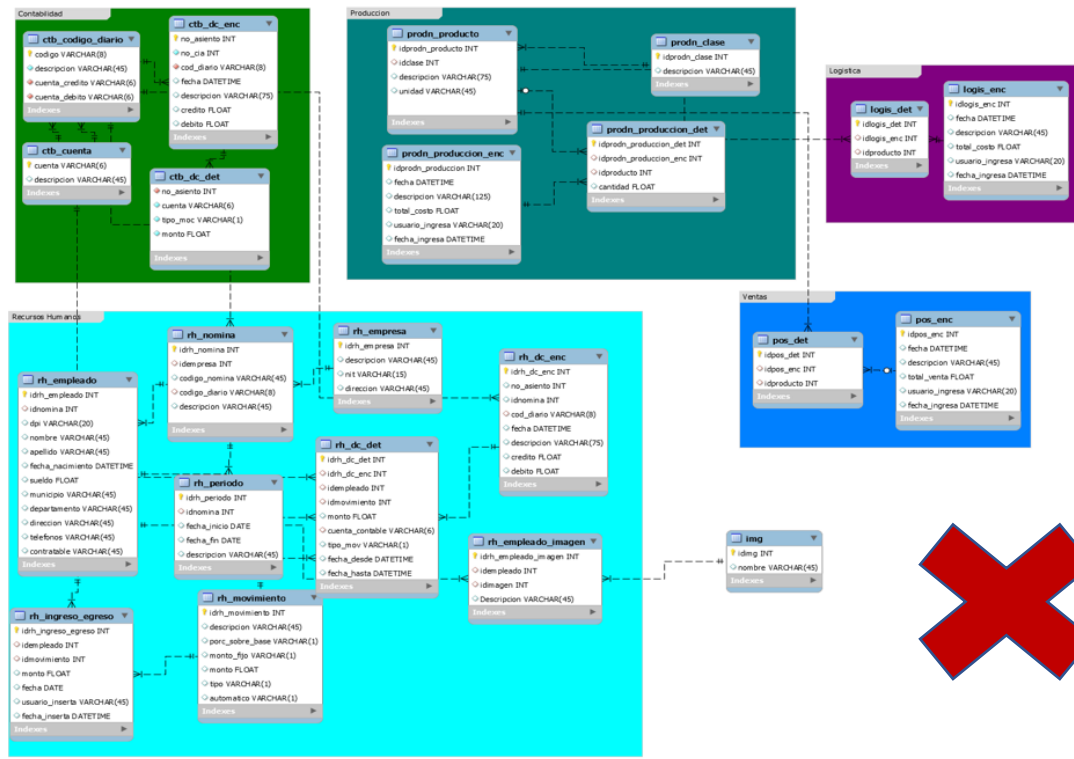 Contabilidad
ctb_codigo_diario
codigo VARCHAR(8)
descripcion VARCHAR(45)
cuenta_credito VARCHAR(6)
cuenta_debito VARCHAR(6)
Indexes
ctb_dc_enc
no_asiento INT
no_cia INT
cod_diario VARCHAR(8)
fecha DATETIME
descripcion VARCHAR(75)
credito FLOAT
debito FLOAT
Indexes
ctb_cuenta
cuenta VARCHAR(6)
descripcion VARCHAR(45)
Indexes
ctb_dc_det
no_asiento INT
cuenta VARCHAR(6)
tipo_moc VARCHAR(1)
monto FLOAT
Indexes
Produccion
prodn_producto
idprodn_producto INT
idclase INT
descripcion VARCHAR(75)
unidad VARCHAR(45)
Indexes
prodn_clase
idprodn_clase INT
descripcion VARCHAR(45)
Indexes
prodn_produccion_enc
idprodn_produccion INT
fecha DATETIME
descripcion VARCHAR(125)
total_costo FLOAT
usuario_ingresa VARCHAR(20)
fecha_ingresa DATETIME
Indexes
prodn_produccion_det
idprodn_produccion_det INT
idprodn_produccion_enc INT
idproducto INT
cantidad FLOAT
Indexes
Logistica
logis_det
idlogis_det INT
idlogis_enc INT
idproducto INT
Indexes
logis_enc
idlogis_enc INT
fecha DATETIME
descripcion VARCHAR(45)
total_costo FLOAT
usuario_ingresa VARCHAR(20)
fecha_ingresa DATETIME
Indexes
Recursos Humanos
rh_empleado
idrh_empleado INT
idnomina INT
dpi VARCHAR(20)
nombre VARCHAR(45)
apellido VARCHAR(45)
fecha_nacimiento DATETIME
sueldo FLOAT
municipio VARCHAR(45)
departamento VARCHAR(45)
direccion VARCHAR(45)
telefonos VARCHAR(45)
contratable VARCHAR(45)
Indexes
rh_nomina
idrh_nomina INT
idempresa INT
codigo_nomina VARCHAR(45)
codigo_diario VARCHAR(8)
descripcion VARCHAR(45)
Indexes
rh_empresa
idrh_empresa INT
descripcion VARCHAR(45)
nit VARCHAR(15)
direccion VARCHAR(45)
Indexes
rh_dc_enc
idrh_dc_enc INT
no_asiento INT
idnomina INT
cod_diario VARCHAR(8)
fecha DATETIME
descripcion VARCHAR(75)
credito FLOAT
debito FLOAT
Indexes
rh_periodo
idrh_periodo INT
idnomina INT
fecha_inicio DATE
fecha_fin DATE
descripcion VARCHAR(45)
Indexes
rh_dc_det
idrh_dc_det INT
idrh_dc_enc INT
idempleado INT
idmovimiento INT
monto FLOAT
cuenta_contable VARCHAR(6)
tipo_mov VARCHAR(1)
fecha_desde DATETIME
fecha_hasta DATETIME
Indexes
rh_empleado_imagen
idrh_empleado_imagen INT
idempleado INT
idimagen INT
Descripcion VARCHAR(45)
Indexes
rh_ingreso_egreso
idrh_ingreso_egreso INT
idempleado INT
idmovimiento INT
monto FLOAT
fecha DATE
usuario_inserta VARCHAR(45)
fecha_inserta DATETIME
Indexes
rh_movimiento
idrh_movimiento INT
descripcion VARCHAR(45)
porc_sobre_base VARCHAR(1)
monto_fijo VARCHAR(1)
monto FLOAT
tipo VARCHAR(1)
automatico VARCHAR(1)
Indexes
Ventas
pos_det
idpos_det INT
idpos_enc INT
idproducto INT
Indexes
pos_enc
idpos_enc INT
fecha DATETIME
descripcion VARCHAR(45)
total_venta FLOAT
usuario_ingresa VARCHAR(20)
fecha_ingresa DATETIME
Indexes
img
idimg INT
nombre VARCHAR(45)
Indexes